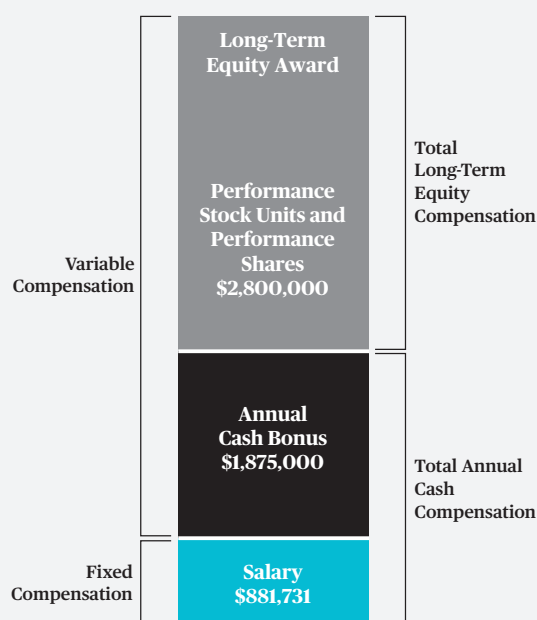 Long-Term
Equity Award
Performance
Stock Units and
Performance
Shares
$2,800,000
Total
Long-Term
Equity
Compensation
Variable
Compensation
Annual
Cash Bonus
$1,875,000
Total Annual
Cash
Compensation
Fixed
Compensation
Salary
$881,731